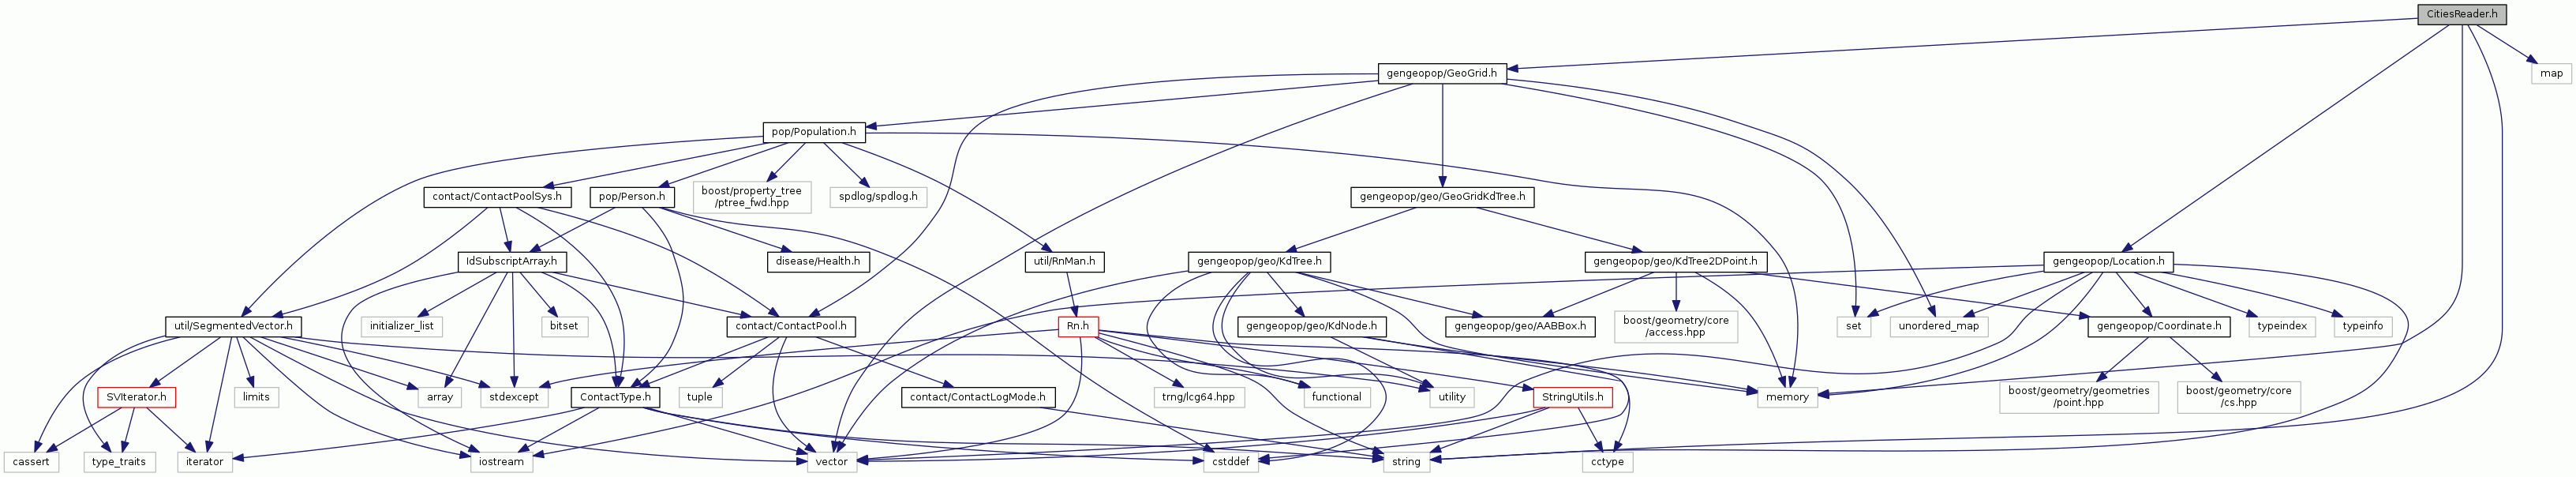 CitiesReader.h
gengeopop/GeoGrid.h
map
pop/Population.h
contact/ContactPoolSys.h
pop/Person.h
boost/property_tree
/ptree_fwd.hpp
spdlog/spdlog.h
gengeopop/geo/GeoGridKdTree.h
IdSubscriptArray.h
disease/Health.h
util/RnMan.h
gengeopop/geo/KdTree.h
gengeopop/geo/KdTree2DPoint.h
gengeopop/Location.h
util/SegmentedVector.h
initializer_list
bitset
contact/ContactPool.h
Rn.h
gengeopop/geo/KdNode.h
gengeopop/geo/AABBox.h
boost/geometry/core
/access.hpp
set
unordered_map
gengeopop/Coordinate.h
typeindex
typeinfo
SVIterator.h
limits
array
stdexcept
ContactType.h
tuple
contact/ContactLogMode.h
trng/lcg64.hpp
functional
utility
StringUtils.h
memory
boost/geometry/geometries
/point.hpp
boost/geometry/core
/cs.hpp
cassert
type_traits
iterator
iostream
vector
cstddef
string
cctype